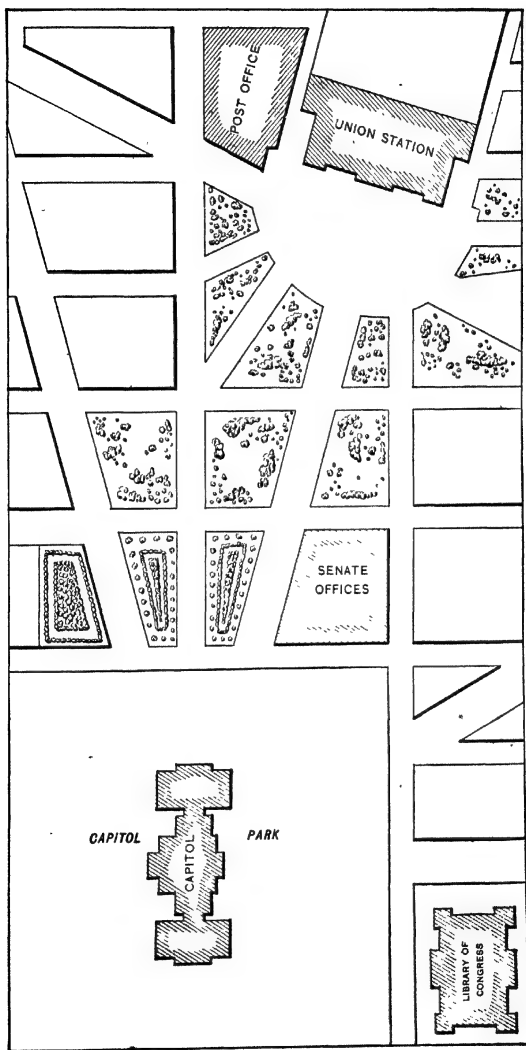 POST OFFICE
UNION STATION
SENATE
OFFICES
CAPITOL
CAPITOL
PARK
LIBRARY OF
CONGRESS